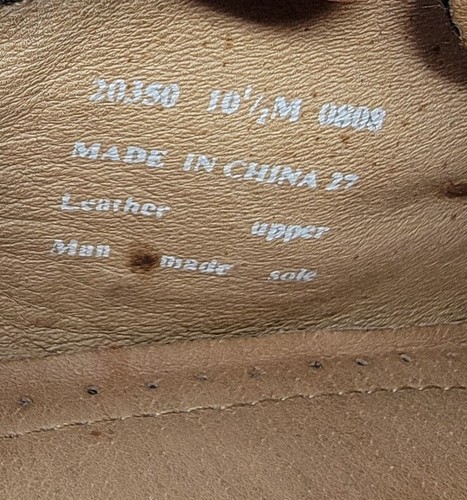 20350 10½M 0808
MADE IN CHINA 27
Leather upper
Man made sole